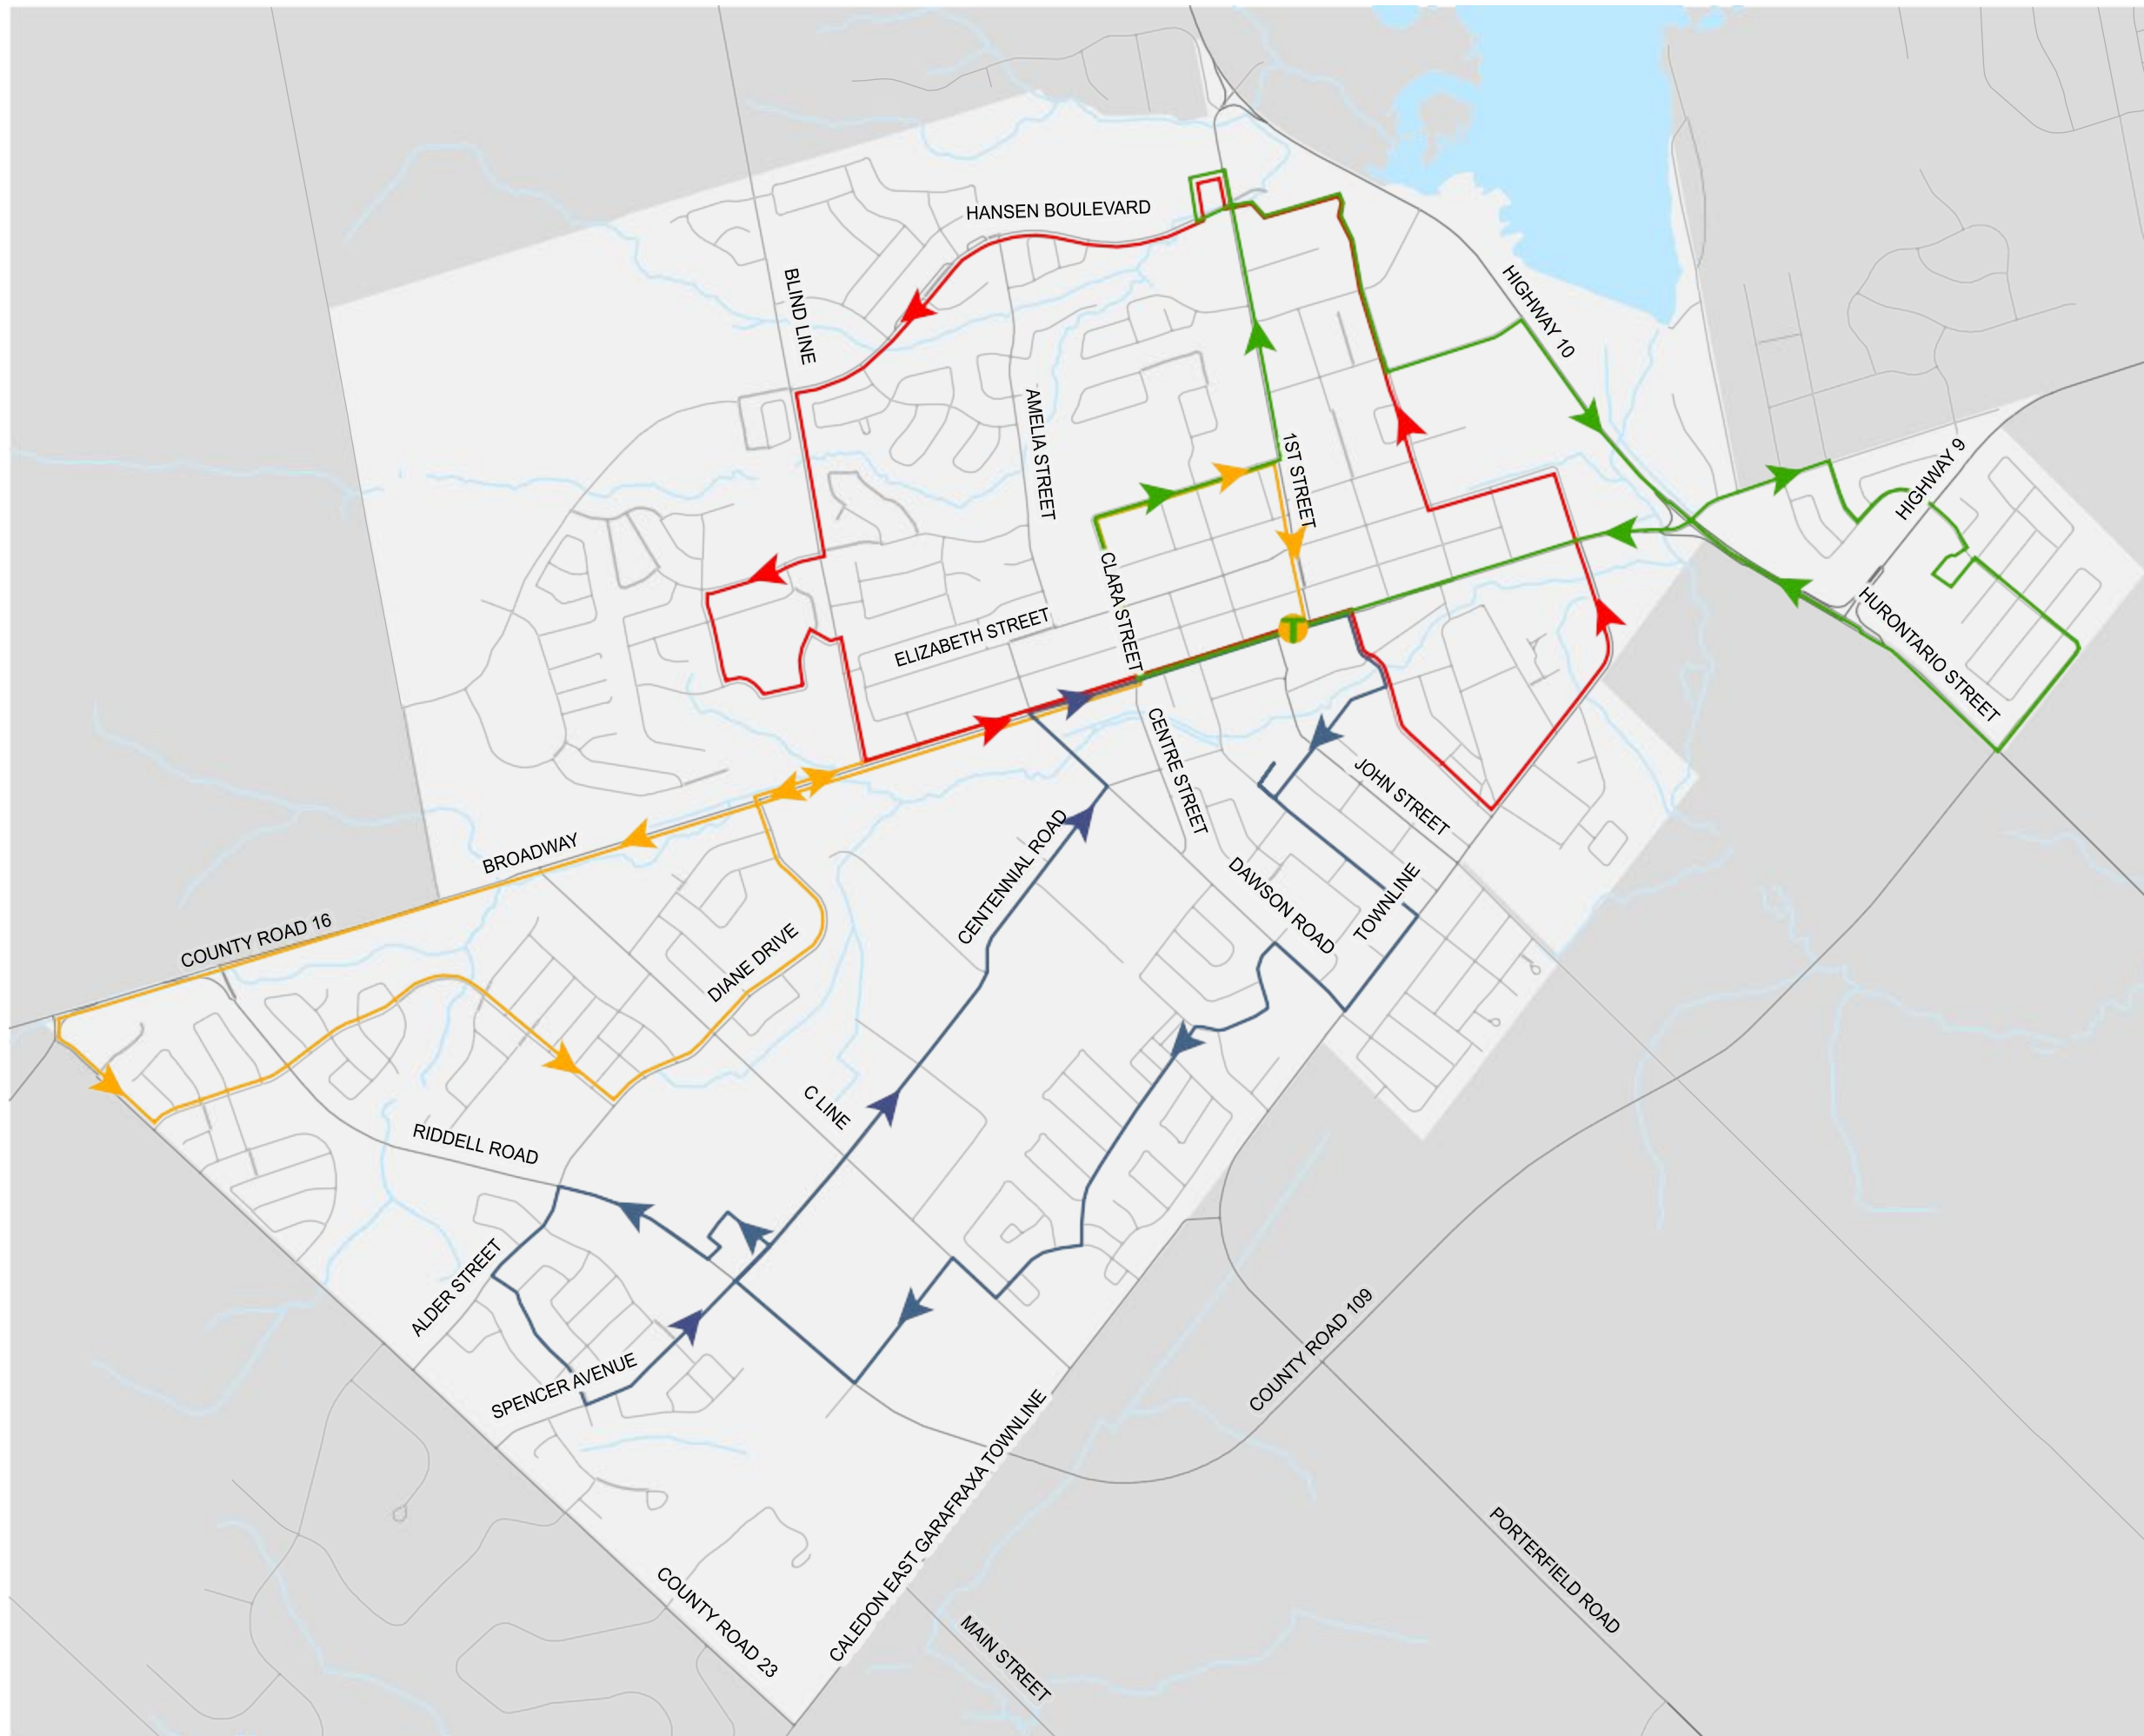 HANSEN BOULEVARD
BLIND LINE
HIGHWAY 10
AMELIA STREET
1ST STREET
HIGHWAY 9
CLARA STREET
ELIZABETH STREET
T
HURONTARIO STREET
CENTRE STREET
JOHN STREET
BROADWAY
CENTENNIAL ROAD
DAWSON ROAD
TOWNLINE
COUNTY ROAD 16
DIANE DRIVE
C LINE
RIDDELL ROAD
ALDER STREET
SPENCER AVENUE
COUNTY ROAD 109
CALEDON EAST GARAFRAXA TOWNLINE
PORTERFIELD ROAD
COUNTY ROAD 23
MAIN STREET